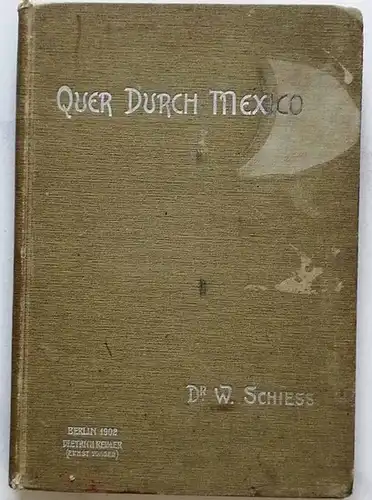 QUER DURCH MEXICO
DR W. SCHIESS
BERLIN 1902
DIETRICH REIMER
(ERNST VOHSEN)